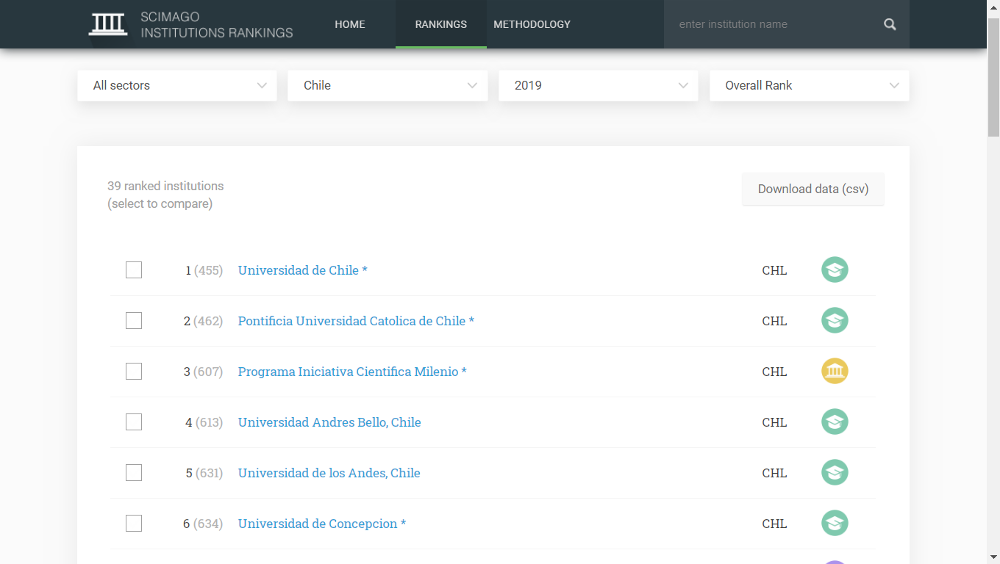 SCIMAGO
INSTITUTIONS RANKINGS
HOME
RANKINGS
METHODOLOGY
enter institution name
All sectors
Chile
2019
Overall Rank
39 ranked institutions
(select to compare)
Download data (csv)
1 (455) Universidad de Chile * CHL
2 (462) Pontificia Universidad Catolica de Chile * CHL
3 (607) Programa Iniciativa Cientifica Milenio * CHL
4 (613) Universidad Andres Bello, Chile CHL
5 (631) Universidad de los Andes, Chile CHL
6 (634) Universidad de Concepcion * CHL